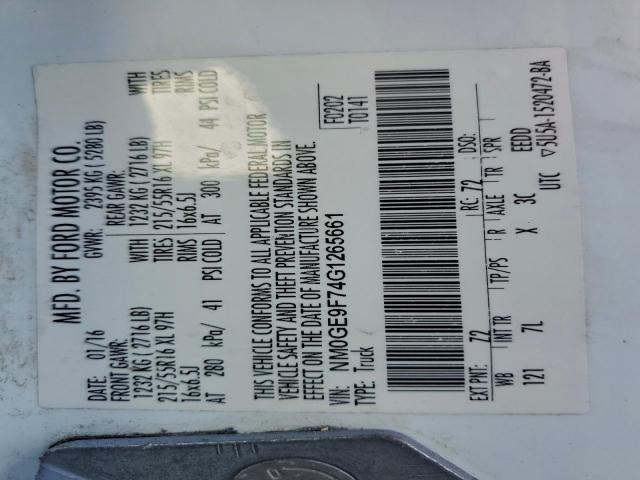 MFD. BY FORD MOTOR CO.
DATE: 07/16 GVWR: 2395 KG ( 5280 LB)
FRONT GAWR: REAR GAWR:
1232 KG ( 2716 LB) WITH 1232 KG ( 2716 LB) WITH
215/55R16 XL 97H TIRES 215/55R16 XL 97H TIRES
16x6.5J RIMS 16x6.5J RIMS
AT 280 kPa/ 41 PSI COLD AT 300 kPa/ 44 PSI COLD
THIS VEHICLE CONFORMS TO ALL APPLICABLE FEDERAL MOTOR
VEHICLE SAFETY AND THEFT PREVENTION STANDARDS IN
EFFECT ON THE DATE OF MANUFACTURE SHOWN ABOVE.
VIN: NM0GE9F74G1265661 F0202
TYPE: Truck T0141
EXT PNT: Z2 RC: 72 DSO:
WB INT TR TP/PS R AXLE TR SPR
121 7L X 3C EEDD
UTC ▽5U5A-1520472-BA